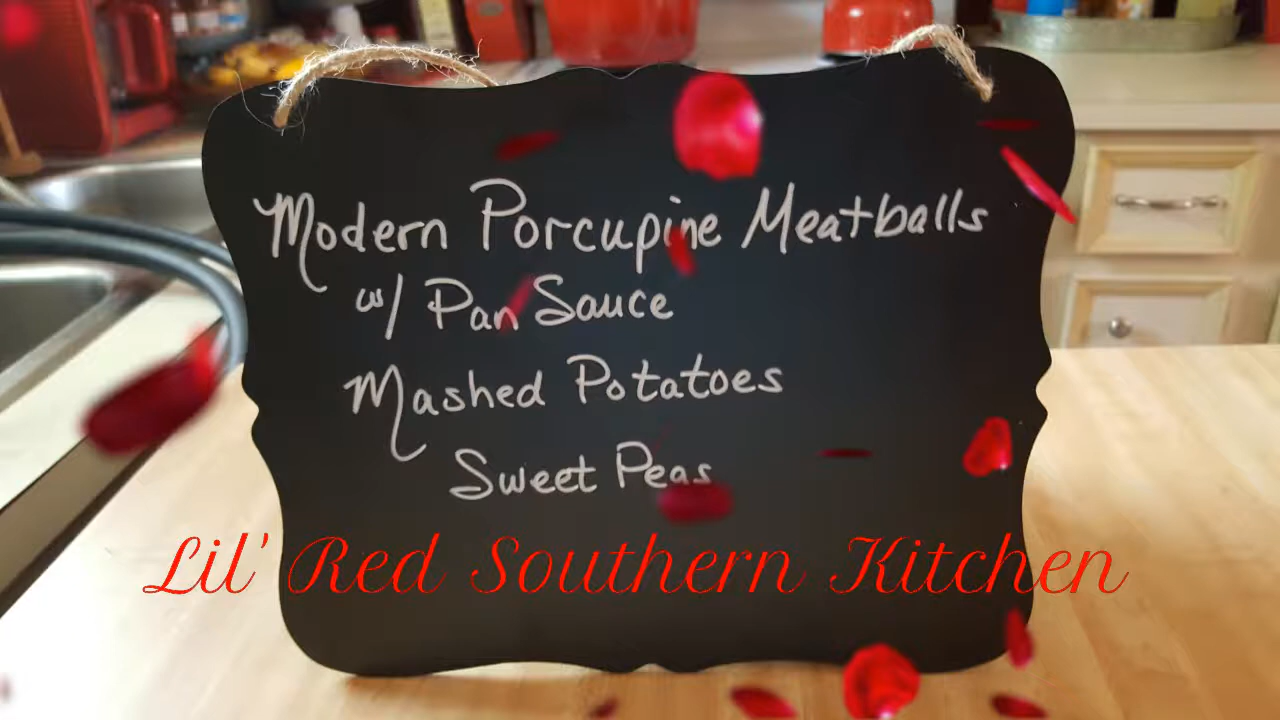 Modern Porcupine Meatballs
w/ Pan Sauce
Mashed Potatoes
Sweet Peas
Lil' Red Southern Kitchen